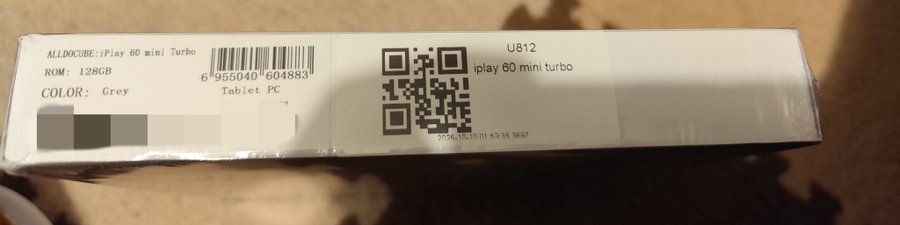 ALLDOCUBE:iPlay 60 mini Turbo
ROM: 128GB
COLOR: Grey
6 955040 604883
Tablet PC
U812
iplay 60 mini turbo